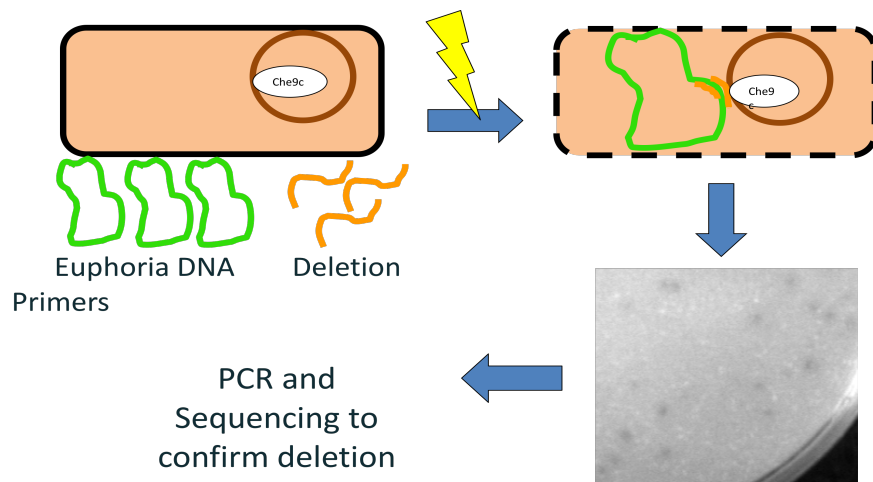 Che9c
Che9
c
Euphoria DNA Deletion
Primers
PCR and
Sequencing to
confirm deletion